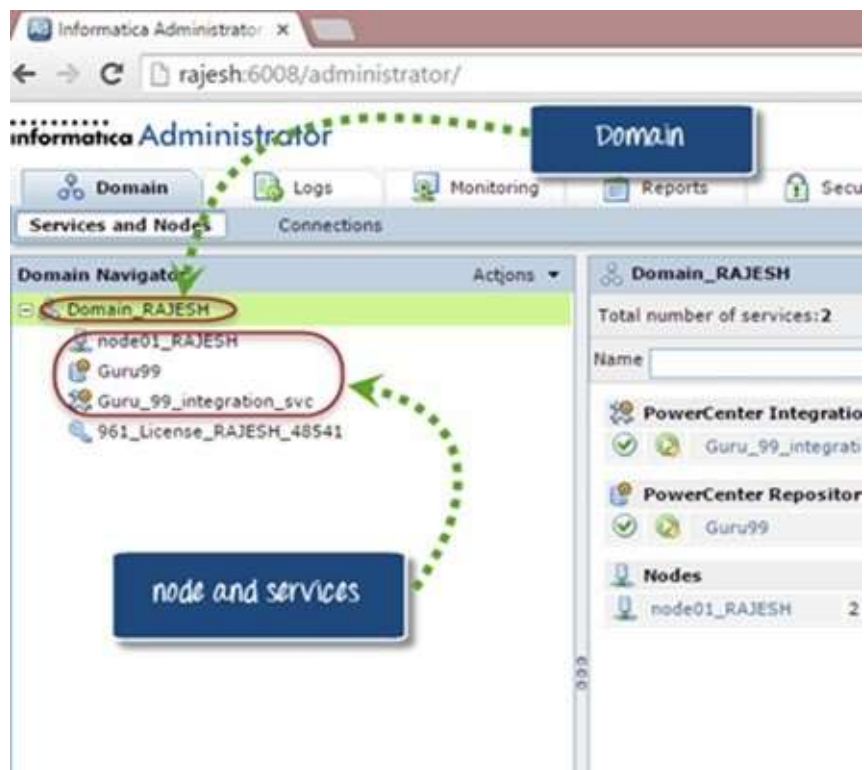 Informatica Administrator ×
rajesh:6008/administrator/
informatica Administrator
Domain
Domain Logs Monitoring Reports Secu
Services and Nodes Connections
Domain Navigator Actions
Domain_RAJESH
node01_RAJESH
Guru99
Guru_99_integration_svc
961_License_RAJESH_48541
node and services
Domain_RAJESH
Total number of services:2
Name
PowerCenter Integratio
Guru_99_integrati
PowerCenter Repositor
Guru99
Nodes
node01_RAJESH 2